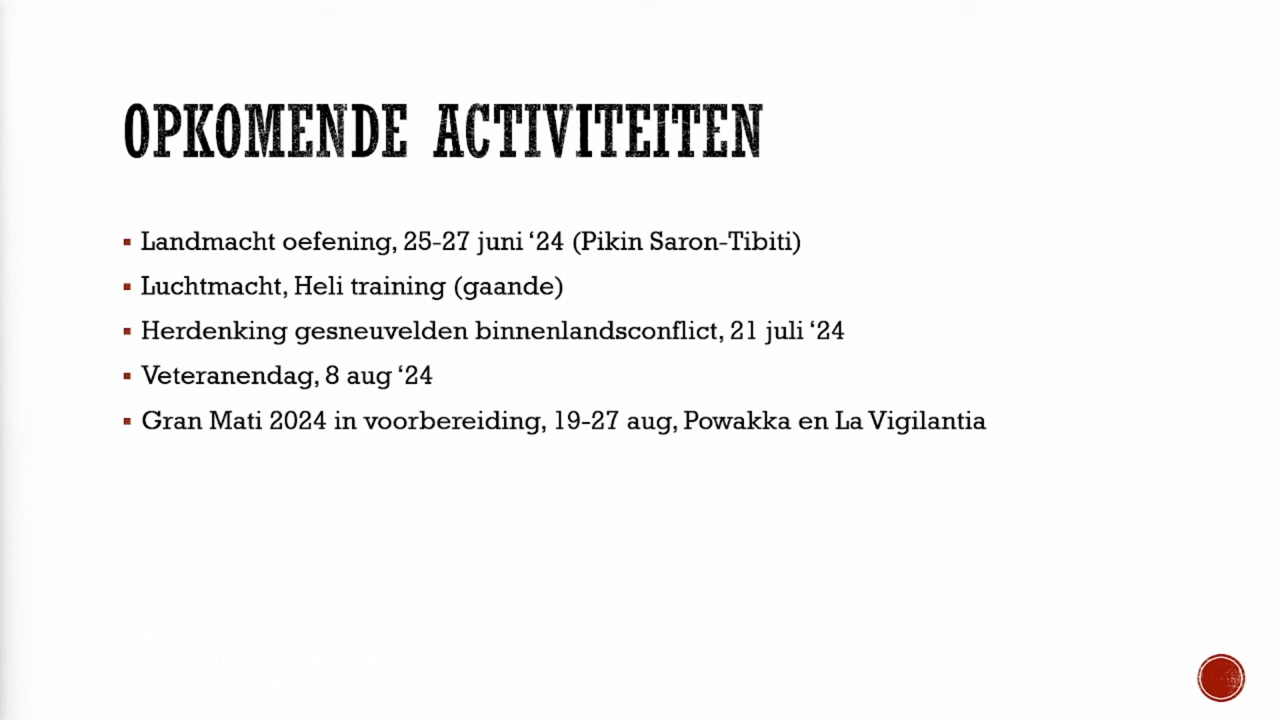 OPKOMENDE ACTIVITEITEN
▪ Landmacht oefening, 25-27 juni ‘24 (Pikin Saron-Tibiti)
▪ Luchtmacht, Heli training (gaande)
▪ Herdenking gesneuvelden binnenlandsconflict, 21 juli ‘24
▪ Veteranendag, 8 aug ‘24
▪ Gran Mati 2024 in voorbereiding, 19-27 aug, Powakka en La Vigilantia